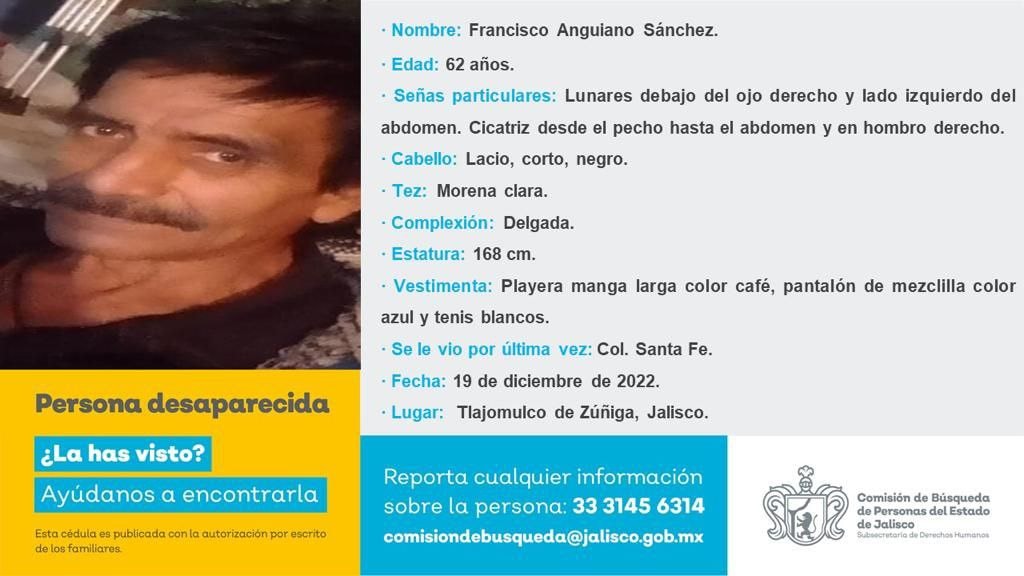 · Nombre: Francisco Anguiano Sánchez.
· Edad: 62 años.
· Señas particulares: Lunares debajo del ojo derecho y lado izquierdo del
abdomen. Cicatriz desde el pecho hasta el abdomen y en hombro derecho.
· Cabello: Lacio, corto, negro.
· Tez: Morena clara.
· Complexión: Delgada.
· Estatura: 168 cm.
· Vestimenta: Playera manga larga color café, pantalón de mezclilla color
azul y tenis blancos.
· Se le vio por última vez: Col. Santa Fe.
· Fecha: 19 de diciembre de 2022.
· Lugar: Tlajomulco de Zúñiga, Jalisco.
Persona desaparecida
¿La has visto?
Ayúdanos a encontrarla
Esta cédula es publicada con la autorización por escrito
de los familiares.
Reporta cualquier información
sobre la persona: 33 3145 6314
comisiondebusqueda@jalisco.gob.mx
Comisión de Búsqueda
de Personas del Estado
de Jalisco
Subsecretaría de Derechos Humanos